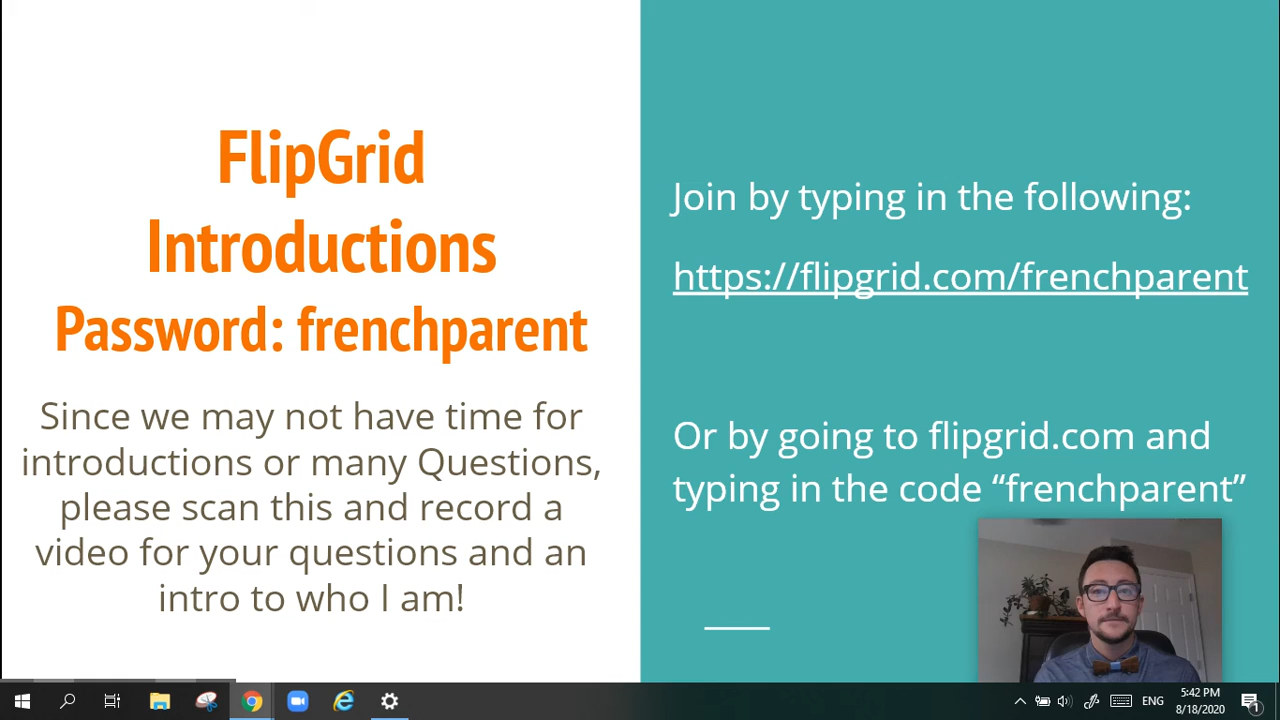 FlipGrid
Introductions
Password: frenchparent
Since we may not have time for
introductions or many Questions,
please scan this and record a
video for your questions and an
intro to who I am!
Join by typing in the following:
https://flipgrid.com/frenchparent
Or by going to flipgrid.com and
typing in the code “frenchparent”
ENG
5:42 PM
8/18/2020
1